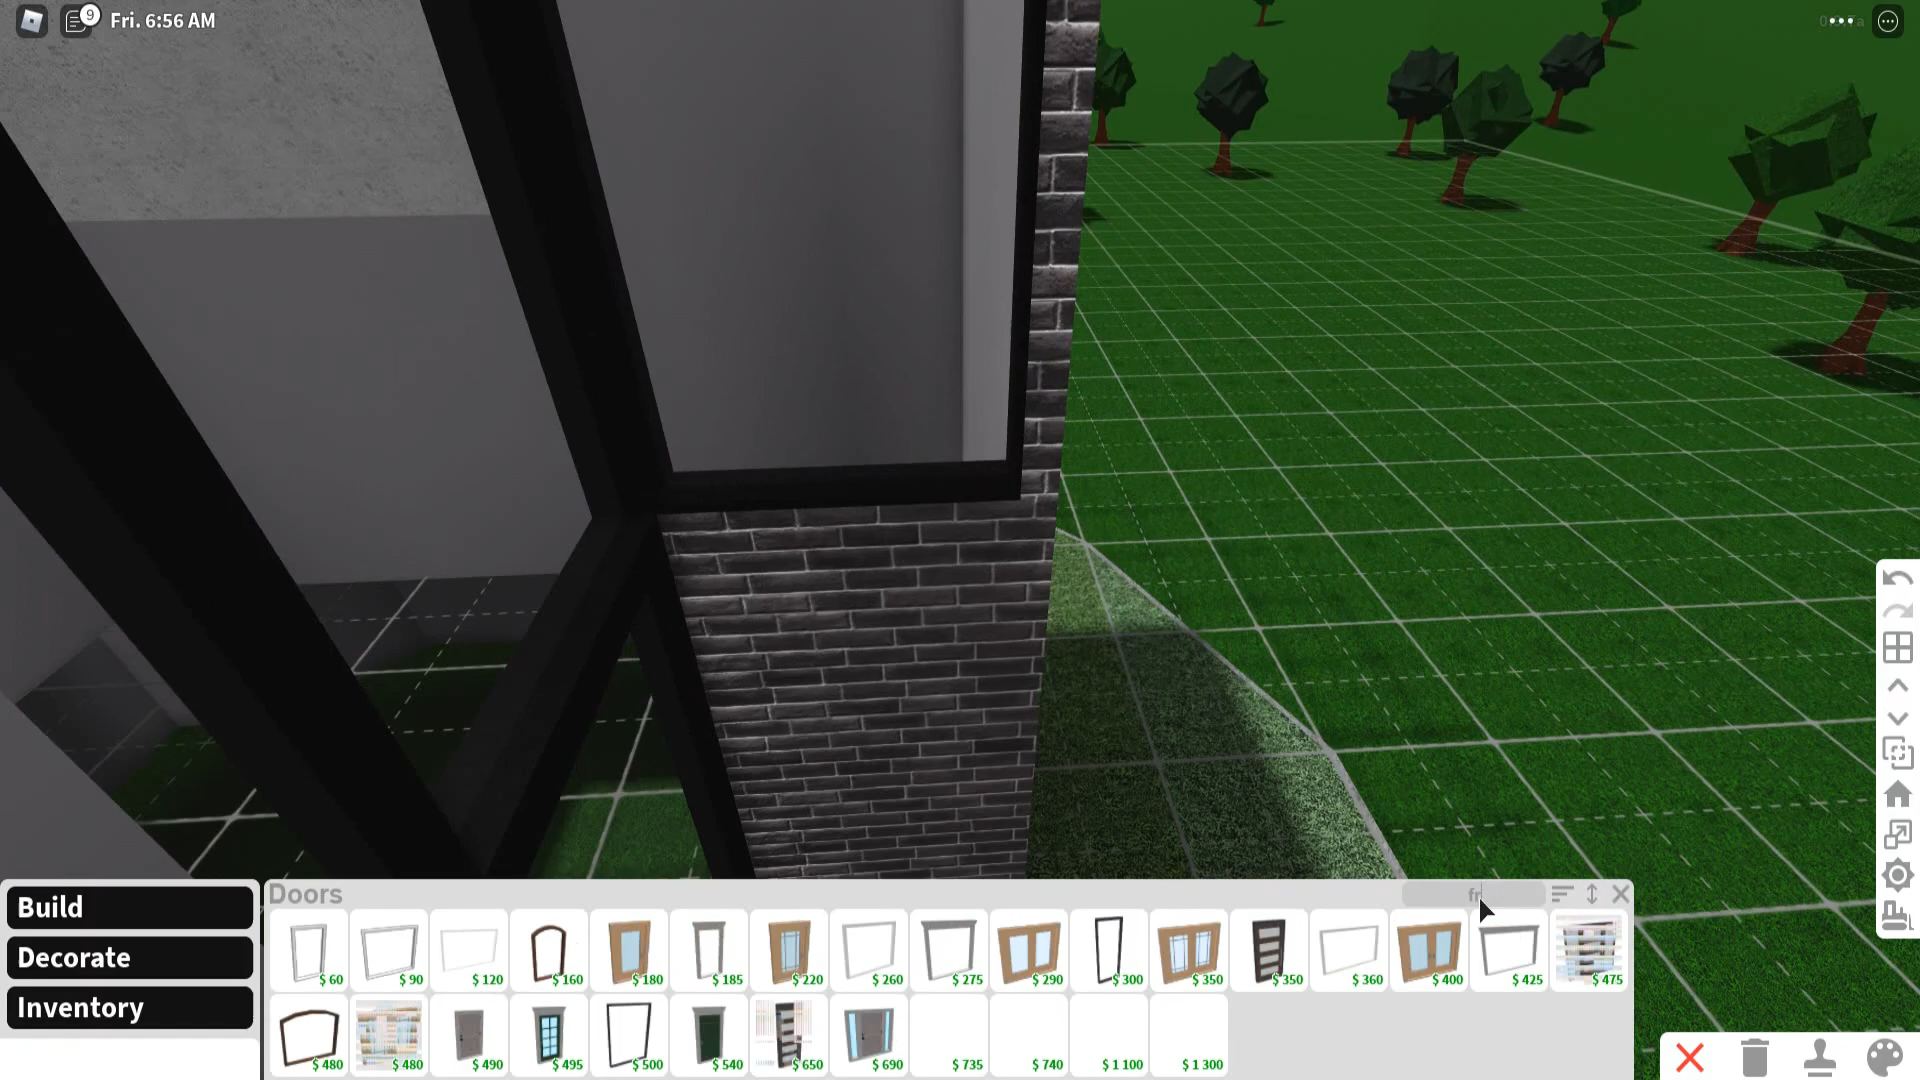 9 Fri. 6:56 AM
Build
Decorate
Inventory
Doors
fr
$ 60 $ 90 $ 120 $ 160 $ 180 $ 185 $ 220 $ 260 $ 275 $ 290 $ 300 $ 350 $ 350 $ 360 $ 400 $ 425 $ 475
$ 480 $ 480 $ 490 $ 495 $ 500 $ 540 $ 650 $ 690 $ 735 $ 740 $ 1 100 $ 1 300